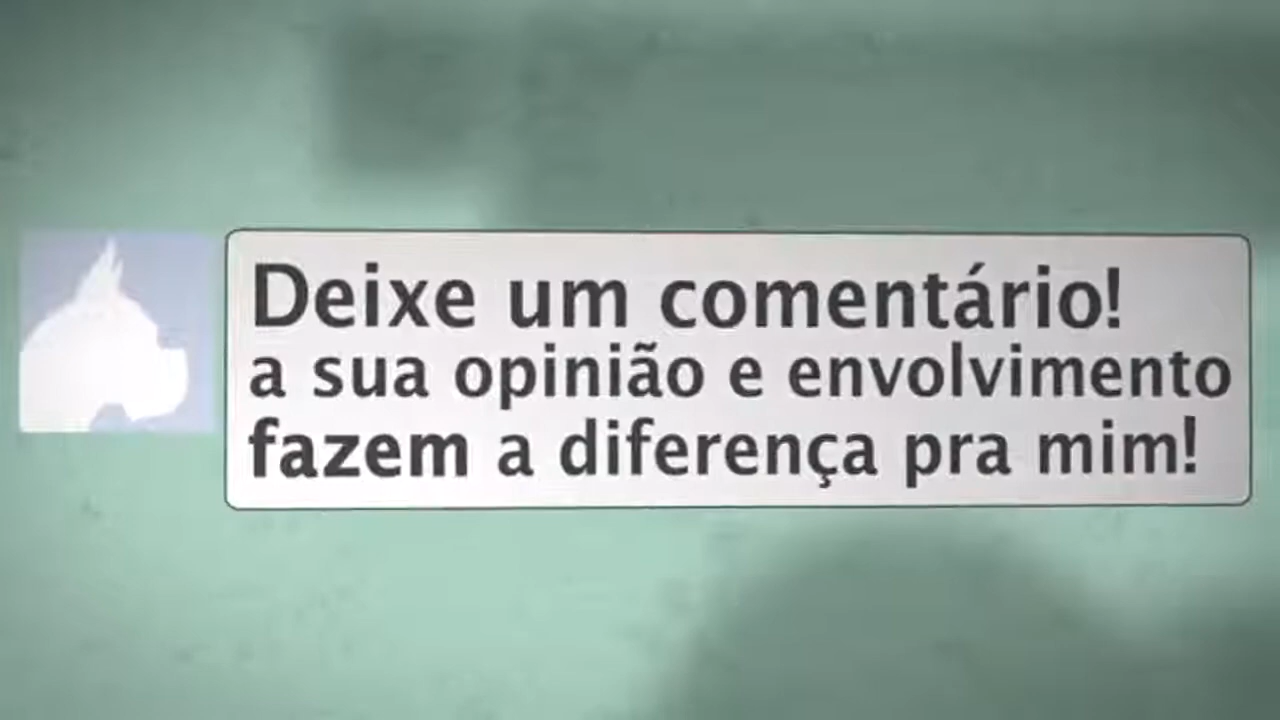 Deixe um comentário!
a sua opinião e envolvimento
fazem a diferença pra mim!